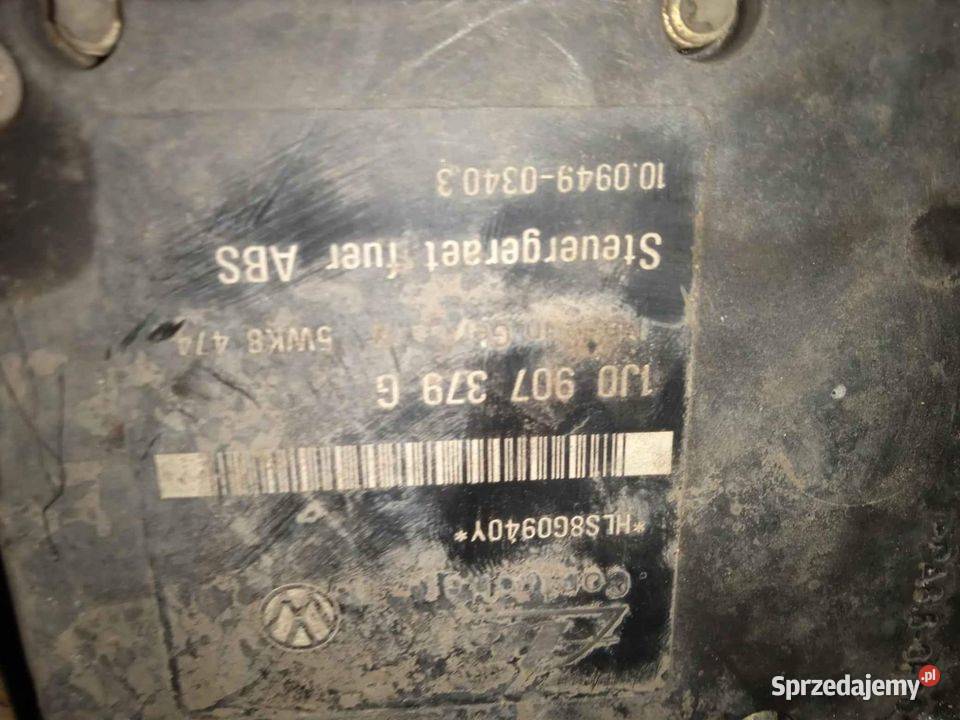 *HLS8G0940Y*
1J0 907 379 G
5WK8 474
Steuergeraet fuer ABS
10.0949-0340.3
Sprzedajemy.pl